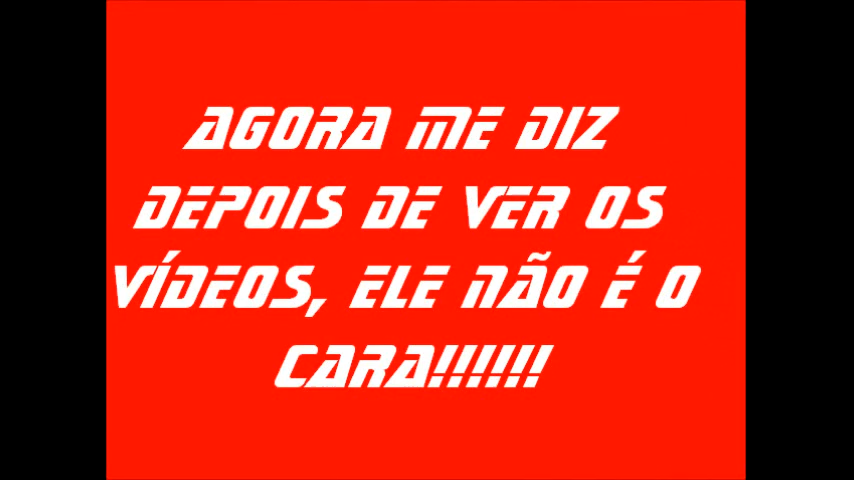 AGORA ME DIZ
DEPOIS DE VER OS
VÍDEOS, ELE NÃO É O
CARA!!!!!!